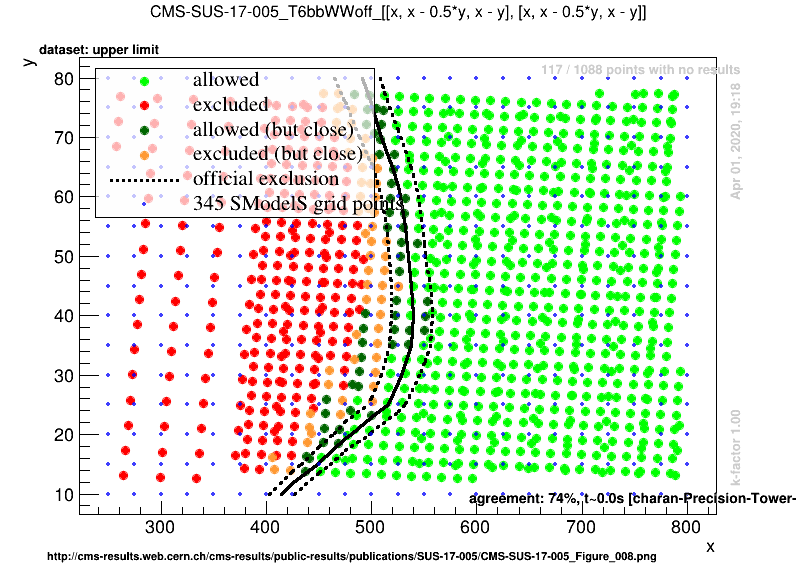 CMS-SUS-17-005_T6bbWWoff_[[x, x - 0.5*y, x - y], [x, x - 0.5*y, x - y]]
dataset: upper limit
117 / 1088 points with no results
y
allowed
excluded
allowed (but close)
excluded (but close)
official exclusion
345 SModelS grid points
80
70
60
50
40
30
20
10
Apr 01, 2020, 19:18
k-factor 1.00
agreement: 74%, t~0.0s [charan-Precision-Tower-
300 400 500 600 700 800
x
http://cms-results.web.cern.ch/cms-results/public-results/publications/SUS-17-005/CMS-SUS-17-005_Figure_008.png